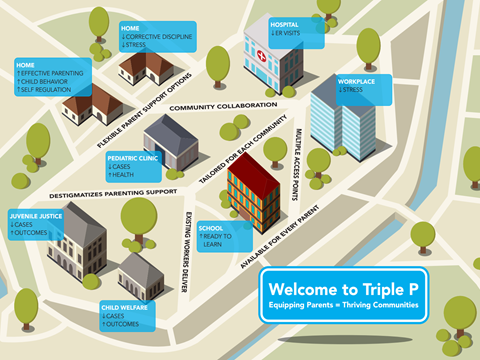 HOME
↓CORRECTIVE DISCIPLINE
↓STRESS
HOSPITAL
↓ER VISITS
HOME
↑EFFECTIVE PARENTING
↑CHILD BEHAVIOR
↑SELF REGULATION
WORKPLACE
↓STRESS
FLEXIBLE PARENT SUPPORT OPTIONS
COMMUNITY COLLABORATION
TAILORED FOR EACH COMMUNITY
MULTIPLE ACCESS POINTS
PEDIATRIC CLINIC
↓CASES
↑HEALTH
DESTIGMATIZES PARENTING SUPPORT
JUVENILE JUSTICE
↓CASES
↑OUTCOMES
EXISTING WORKERS DELIVER
SCHOOL
↑READY TO
LEARN
AVAILABLE FOR EVERY PARENT
CHILD WELFARE
↓CASES
↑OUTCOMES
Welcome to Triple P
Equipping Parents = Thriving Communities